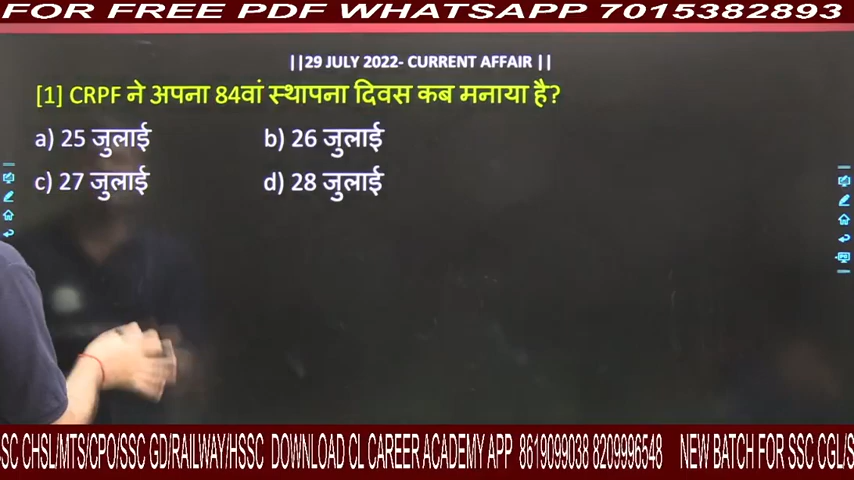 FOR FREE PDF WHATSAPP 7015382893
||29 JULY 2022- CURRENT AFFAIR ||
[1] CRPF ने अपना 84वां स्थापना दिवस कब मनाया है?
a) 25 जुलाई b) 26 जुलाई
c) 27 जुलाई d) 28 जुलाई
SC CHSL/MTS/CPO/SSC GD/RAILWAY/HSSC DOWNLOAD CL CAREER ACADEMY APP 8619099038 8209996548 NEW BATCH FOR SSC CGL/S